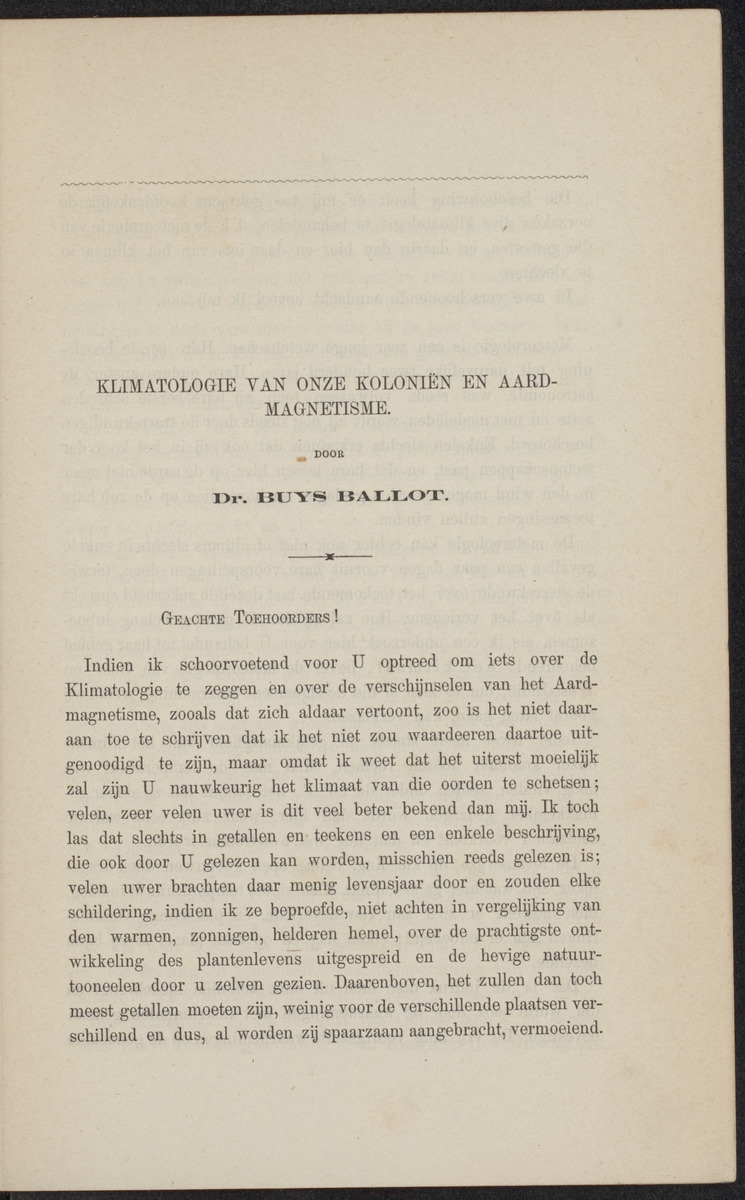 KLIMATOLOGIE VAN ONZE KOLONIËN EN AARD-
MAGNETISME.
DOOR
Dr. BUYS BALLOT.
GEACHTE TOEHOORDERS!
Indien ik schoorvoetend voor U optreed om iets over de
Klimatologie te zeggen en over de verschijnselen van het Aard-
magnetisme, zooals dat zich aldaar vertoont, zoo is het niet daar-
aan toe te schrijven dat ik het niet zou waardeeren daartoe uit-
genoodigd te zijn, maar omdat ik weet dat het uiterst moeielijk
zal zijn U nauwkeurig het klimaat van die oorden te schetsen;
velen, zeer velen uwer is dit veel beter bekend dan mij. Ik toch
las dat slechts in getallen en teekens en een enkele beschrijving,
die ook door U gelezen kan worden, misschien reeds gelezen is;
velen uwer brachten daar menig levensjaar door en zouden elke
schildering, indien ik ze beproefde, niet achten in vergelijking van
den warmen, zonnigen, helderen hemel, over de prachtigste ont-
wikkeling des plantenlevens uitgespreid en de hevige natuur-
tooneelen door u zelven gezien. Daarenboven, het zullen dan toch
meest getallen moeten zijn, weinig voor de verschillende plaatsen ver-
schillend en dus, al worden zij spaarzaam aangebracht, vermoeiend.